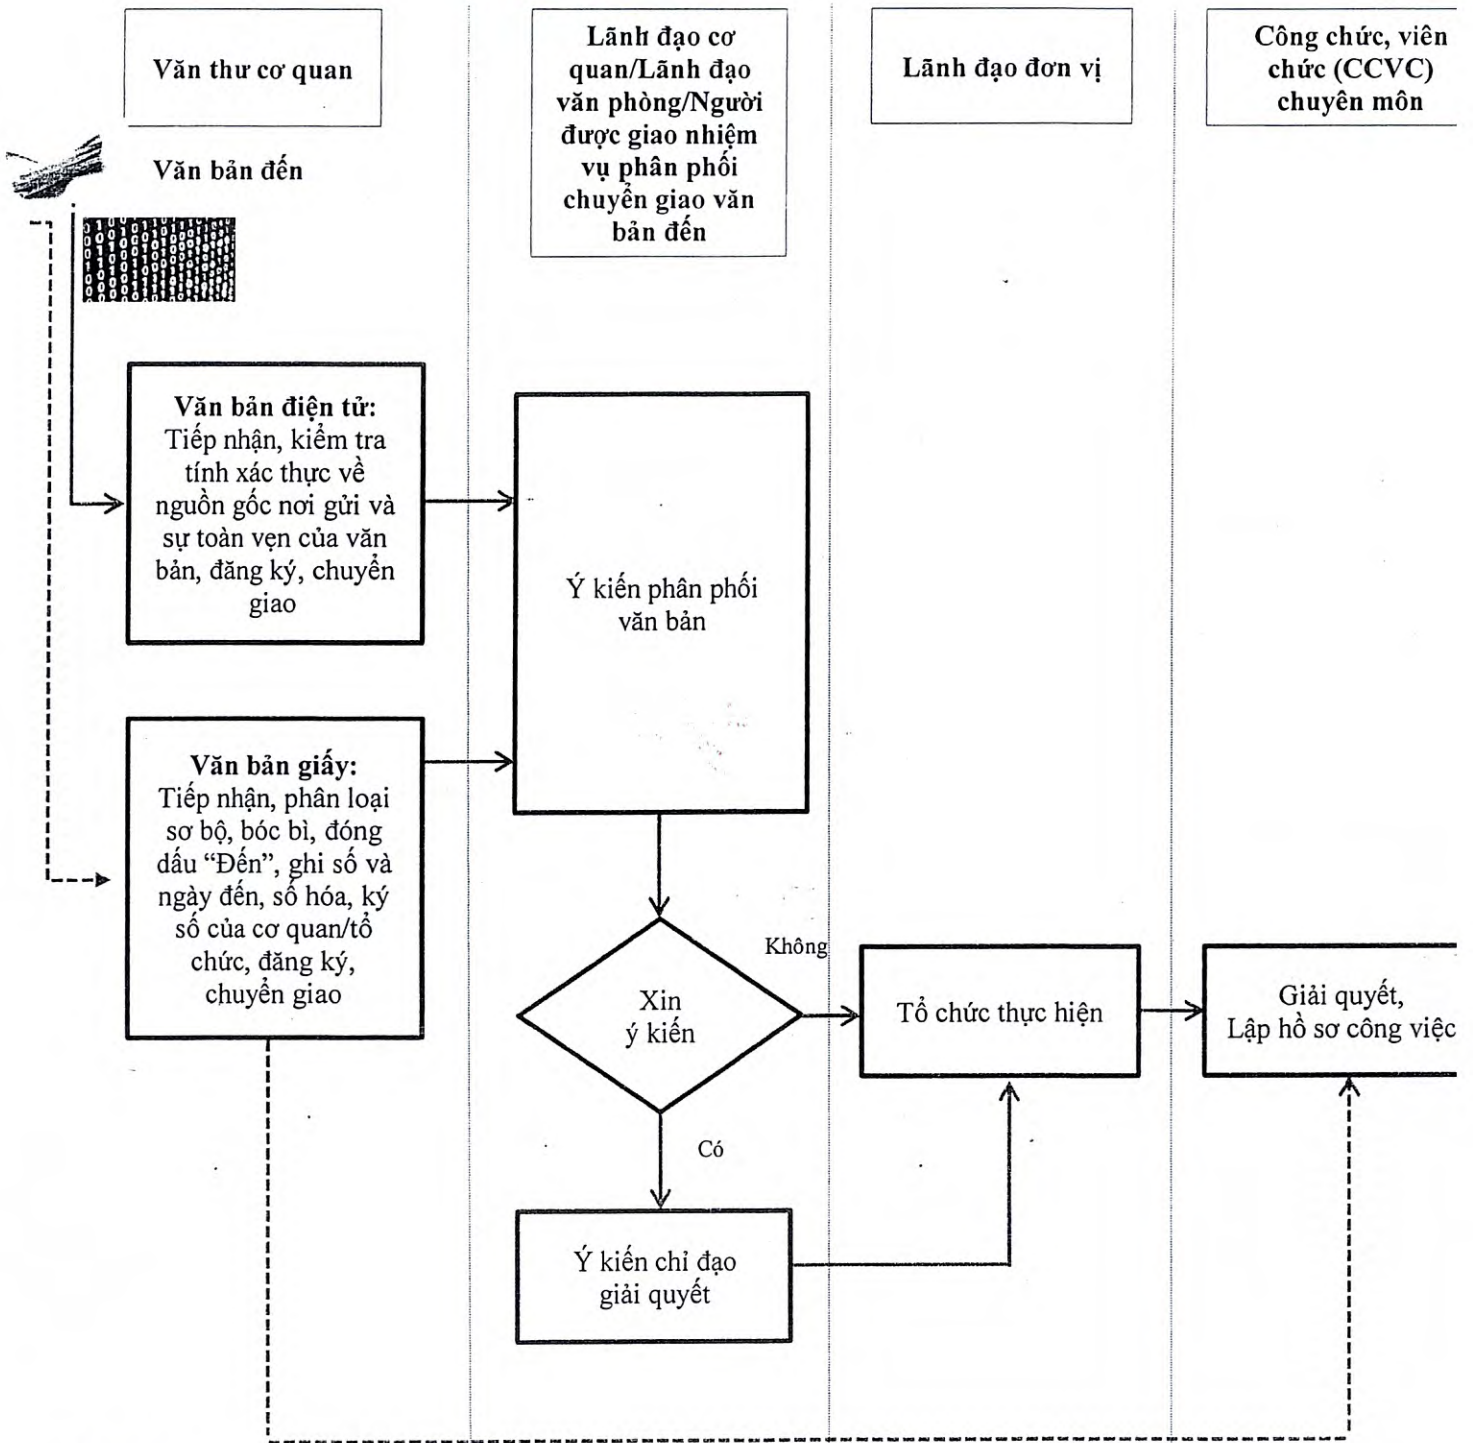 Văn thư cơ quan
Lãnh đạo cơ
quan/Lãnh đạo
văn phòng/Người
được giao nhiệm
vụ phân phối
chuyển giao văn
bản đến
Lãnh đạo đơn vị
Công chức, viên
chức (CCVC)
chuyên môn
Văn bản đến
Văn bản điện tử:
Tiếp nhận, kiểm tra
tính xác thực về
nguồn gốc nơi gửi và
sự toàn vẹn của văn
bản, đăng ký, chuyển
giao
Ý kiến phân phối
văn bản
Văn bản giấy:
Tiếp nhận, phân loại
sơ bộ, bóc bì, đóng
dấu “Đến”, ghi số và
ngày đến, số hóa, ký
số của cơ quan/tổ
chức, đăng ký,
chuyển giao
Xin
ý kiến
Không
Tổ chức thực hiện
Giải quyết,
Lập hồ sơ công việc
Có
Ý kiến chỉ đạo
giải quyết